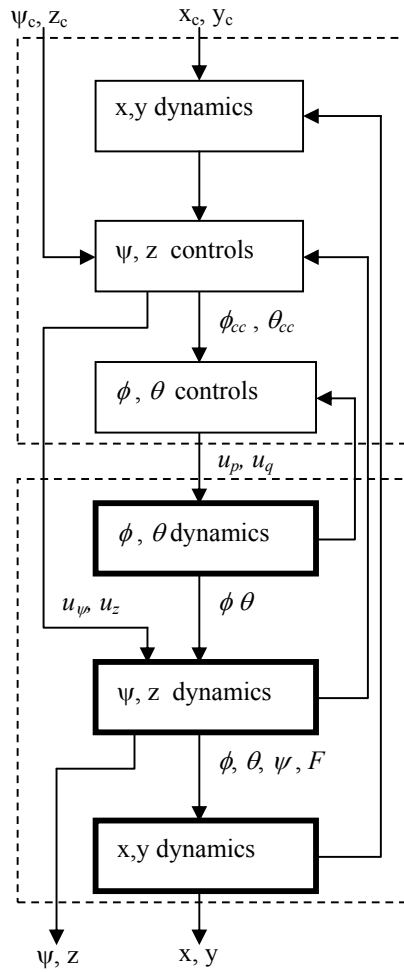 ψc, zc
xc, yc
x,y dynamics
ψ, z controls
ϕcc , θcc
ϕ , θ controls
up, uq
ϕ , θ dynamics
uψ, uz
ϕ θ
ψ, z dynamics
ϕ, θ, ψ , F
x,y dynamics
ψ, z
x, y